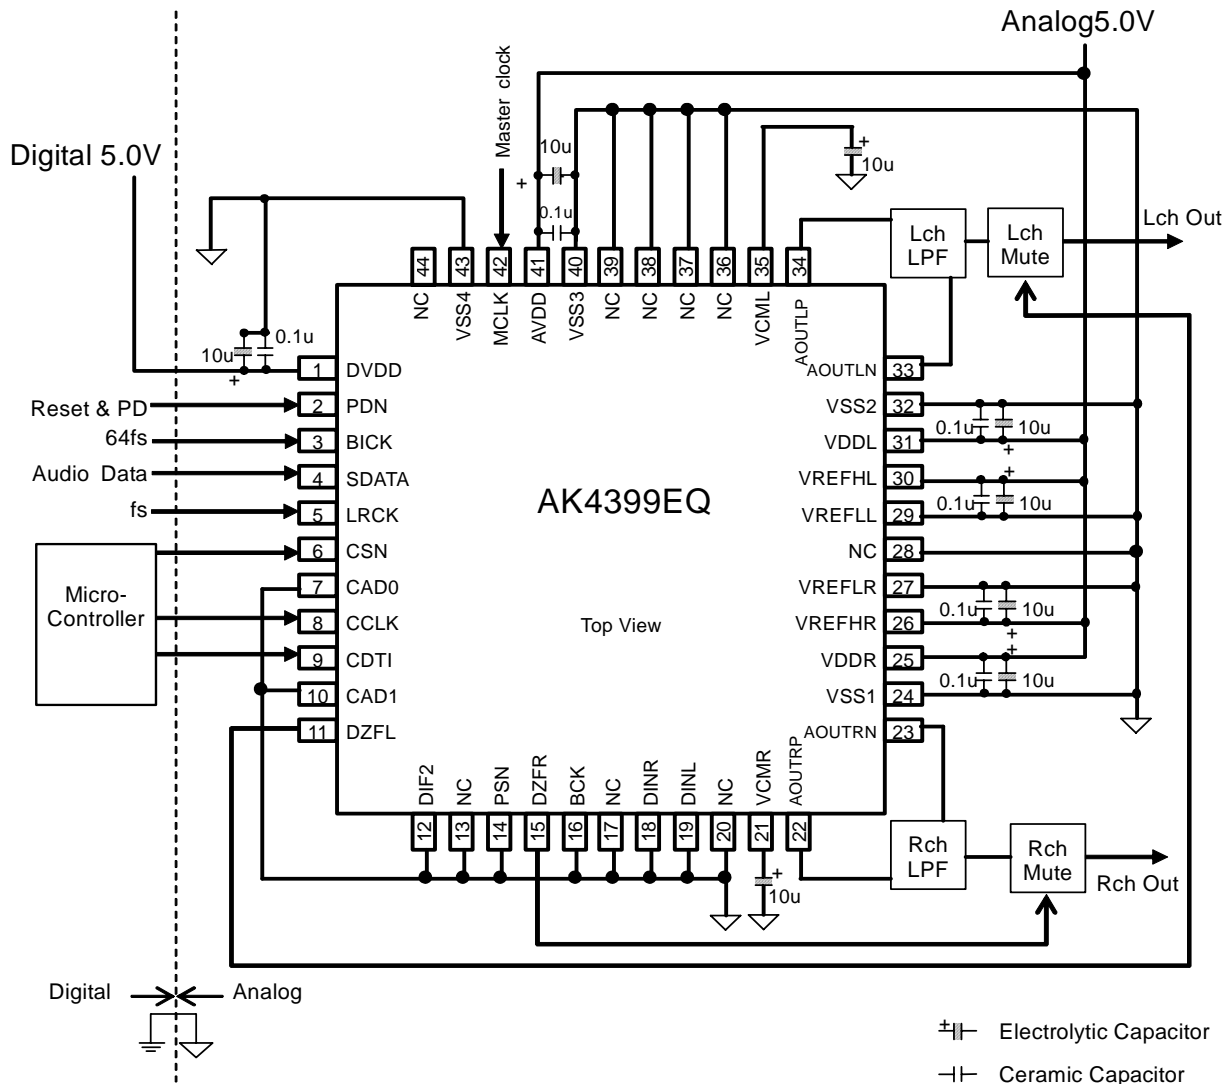 Analog5.0V
Master clock
Digital 5.0V
10u
+
0.1u
+
10u
Lch Out
Lch
LPF
Lch
Mute
44
43
42
41
40
39
38
37
36
35
34
NC
VSS4
MCLK
AVDD
VSS3
NC
NC
NC
NC
VCML
AOUTLP
10u
0.1u
+
1 DVDD
Reset & PD
2 PDN
64fs
3 BICK
Audio Data
4 SDATA
fs
5 LRCK
6 CSN
Micro-
Controller
7 CAD0
8 CCLK
9 CDTI
10 CAD1
11 DZFL
AK4399EQ
Top View
AOUTLN 33
VSS2 32
0.1u
10u
VDDL 31
+
+
VREFHL 30
0.1u
10u
VREFLL 29
NC 28
VREFLR 27
0.1u
10u
VREFHR 26
+
+
VDDR 25
0.1u
10u
VSS1 24
AOUTRN 23
DIF2
NC
PSN
DZFR
BCK
NC
DINR
DINL
NC
VCMR
AOUTRP
12
13
14
15
16
17
18
19
20
21
22
+
10u
Rch
LPF
Rch
Mute
Rch Out
Digital
Analog
+
Electrolytic Capacitor
Ceramic Capacitor